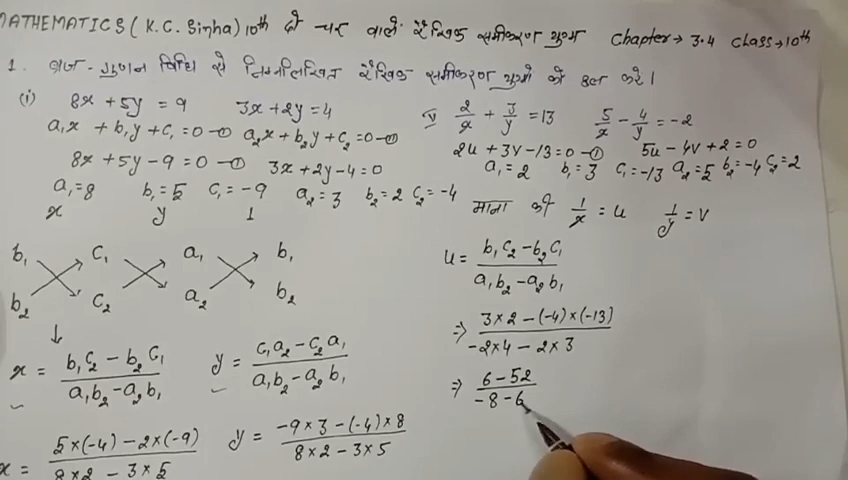 MATHEMATICS (K.C. Sinha) 10th दो चर वाले रैखिक समीकरण युग्म Chapter → 3.4 Class → 10th
1. वज्र-गुणन विधि से निम्नलिखित रैखिक समीकरण युग्मों को हल करें।
(i) 8x + 5y = 9 3x + 2y = 4
a₁x + b₁y + c₁ = 0 -① a₂x + b₂y + c₂ = 0 -⑪
8x + 5y - 9 = 0 -① 3x + 2y - 4 = 0
a₁ = 8 b₁ = 5 c₁ = -9 a₂ = 3 b₂ = 2 c₂ = -4
x y 1
b₁ c₁ a₁ b₁
b₂ c₂ a₂ b₂
↓
x = (b₁c₂ - b₂c₁)/(a₁b₂ - a₂b₁) y = (c₁a₂ - c₂a₁)/(a₁b₂ - a₂b₁)
x = (5×(-4) - 2×(-9))/(8×2 - 3×5) y = (-9×3 - (-4)×8)/(8×2 - 3×5)
V 2/x + 3/y = 13 5/x - 4/y = -2
2u + 3v - 13 = 0 -① 5u - 4v + 2 = 0
a₁ = 2 b₁ = 3 c₁ = -13 a₂ = 5 b₂ = -4 c₂ = 2
माना की 1/x = u 1/y = v
u = (b₁c₂ - b₂c₁)/(a₁b₂ - a₂b₁)
⇒ (3×2 - (-4)×(-13))/(-2×4 - 2×3)
⇒ (6 - 52)/(-8 - 6